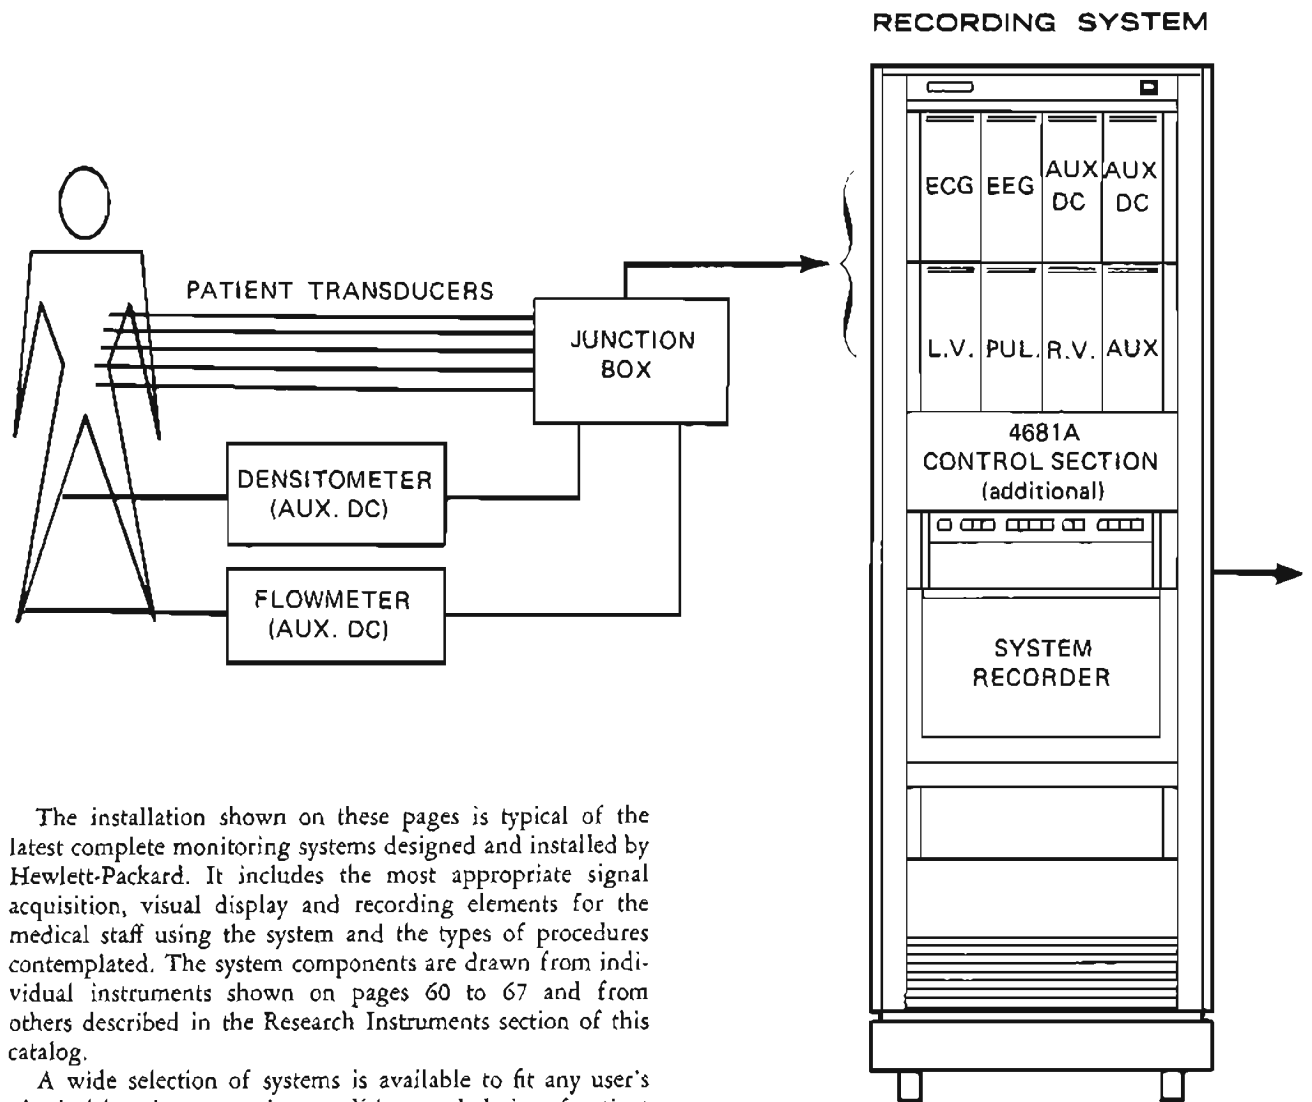 RECORDING SYSTEM
ECG EEG AUX DC AUX DC
L.V. PUL. R.V. AUX
4681A
CONTROL SECTION
(additional)
SYSTEM
RECORDER
PATIENT TRANSDUCERS
JUNCTION
BOX
DENSITOMETER
(AUX. DC)
FLOWMETER
(AUX. DC)
The installation shown on these pages is typical of the
latest complete monitoring systems designed and installed by
Hewlett-Packard. It includes the most appropriate signal
acquisition, visual display and recording elements for the
medical staff using the system and the types of procedures
contemplated. The system components are drawn from indi-
vidual instruments shown on pages 60 to 67 and from
others described in the Research Instruments section of this
catalog.
A wide selection of systems is available to fit any user's